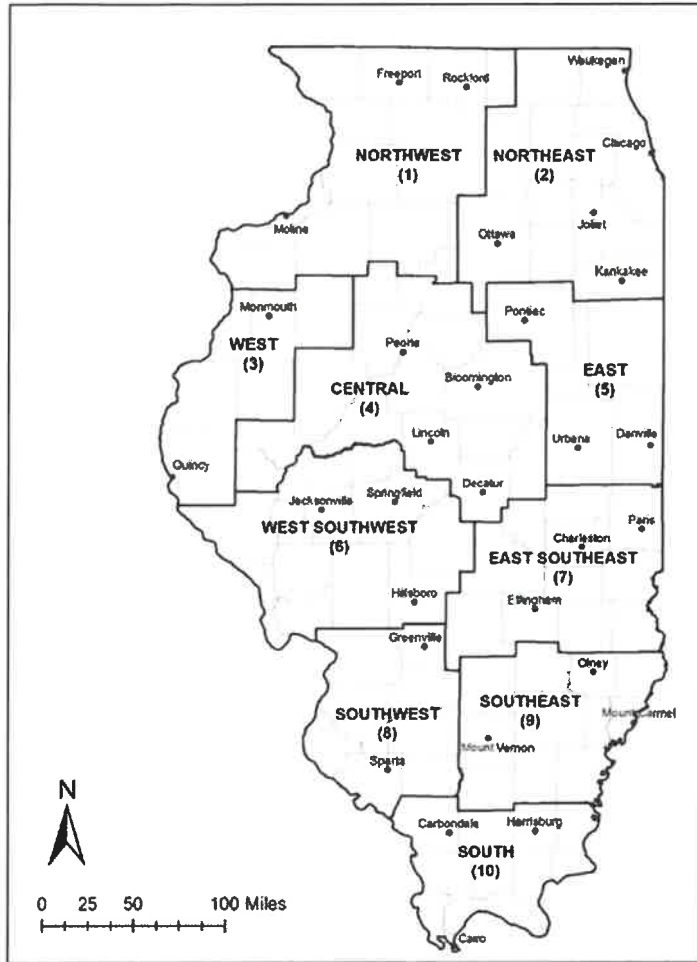 Waukegan
Freeport
Rockford
Chicago
NORTHWEST
(1)
NORTHEAST
(2)
Moline
Joliet
Ottawa
Kankakee
Monmouth
Pontiac
WEST
(3)
Peoria
EAST
(5)
CENTRAL
(4)
Bloomington
Lincoln
Urbana
Danville
Quincy
Decatur
Jacksonville
Springfield
WEST SOUTHWEST
(6)
Paris
Charleston
EAST SOUTHEAST
(7)
Hillsboro
Effingham
Greenville
Olney
SOUTHWEST
(8)
SOUTHEAST
(9)
Mount Carmel
Mount Vernon
Sparta
N
Carbondale
Harrisburg
SOUTH
(10)
0 25 50 100 Miles
Cairo